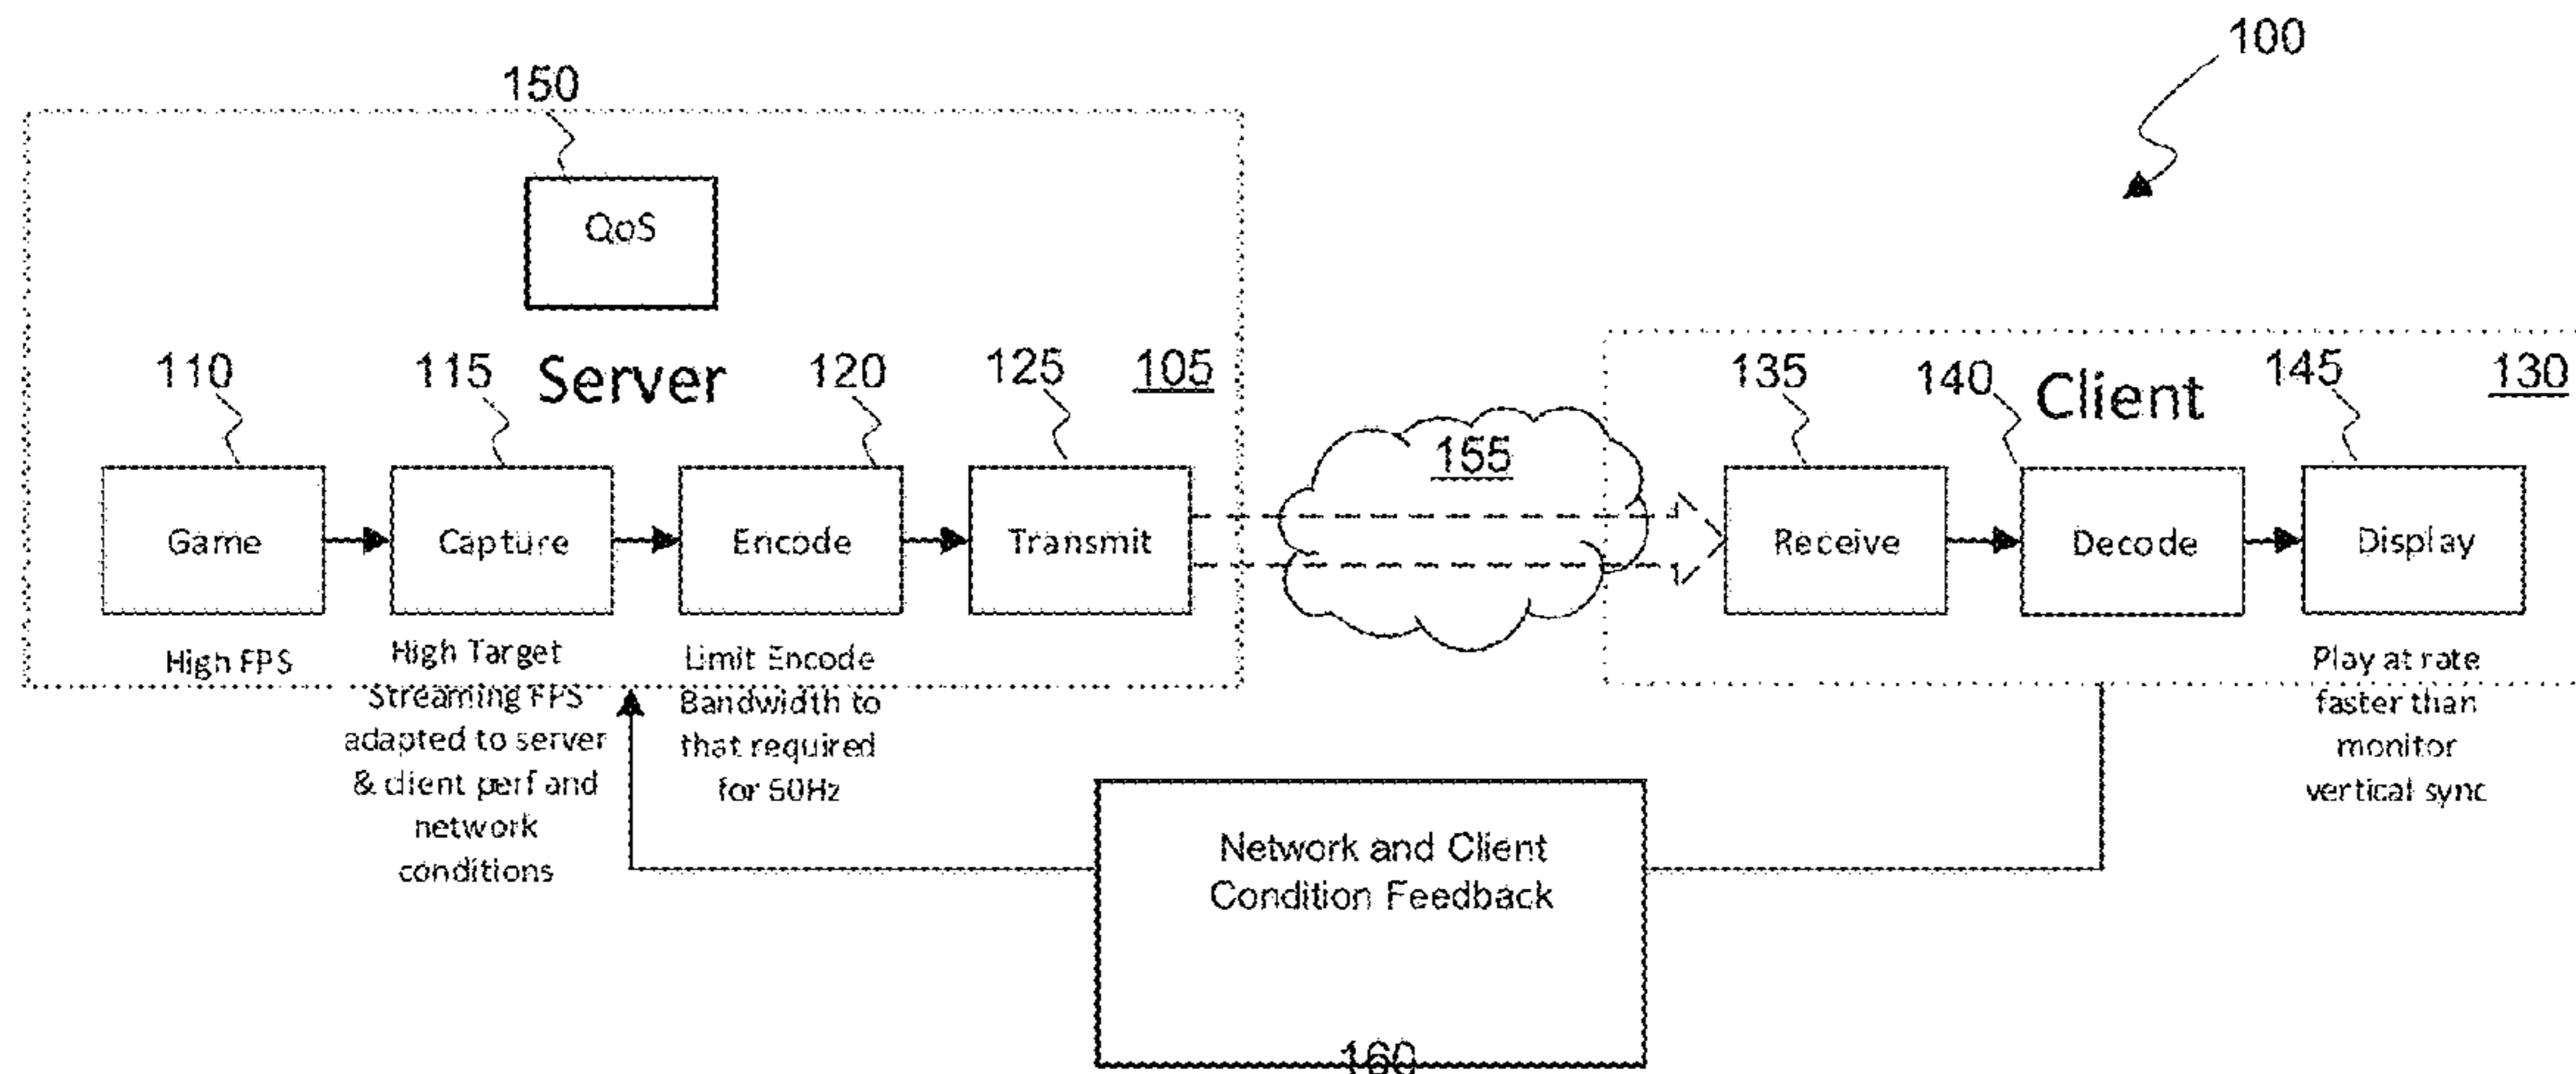 100
150
QoS
Server
105
110
115
120
125
Game
Capture
Encode
Transmit
High FPS
High Target
Streaming FPS
adapted to server
& client perf and
network
conditions
Limit Encode
Bandwidth to
that required
for 60Hz
155
Client
130
135
140
145
Receive
Decode
Display
Play at rate
faster than
monitor
vertical sync
Network and Client
Condition Feedback
160